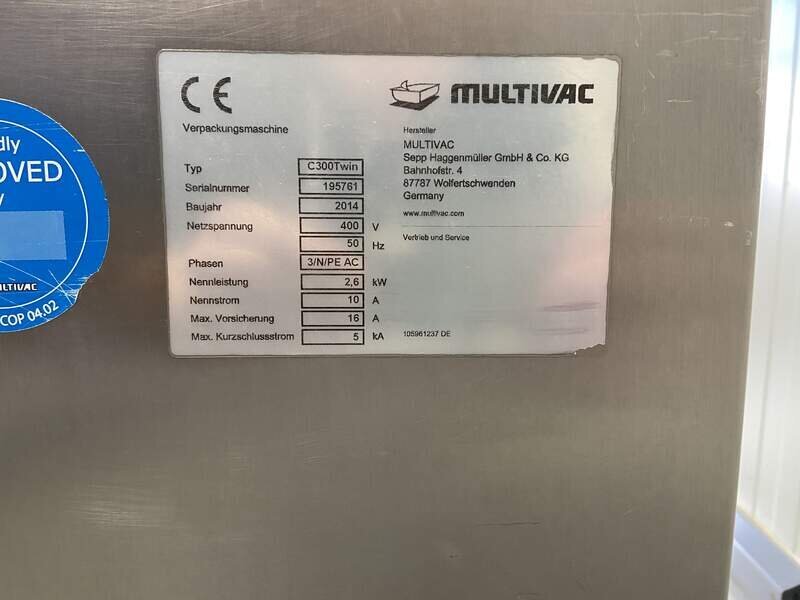 dly
OVED
y
MULTIVAC
COP 04.02
CE
MULTIVAC
Verpackungsmaschine
Typ C300Twin
Serialnummer 195761
Baujahr 2014
Netzspannung 400 V
50 Hz
Phasen 3/N/PE AC
Nennleistung 2,6 kW
Nennstrom 10 A
Max. Vorsicherung 16 A
Max. Kurzschlussstrom 5 kA
Hersteller
MULTIVAC
Sepp Haggenmüller GmbH & Co. KG
Bahnhofstr. 4
87787 Wolfertschwenden
Germany
www.multivac.com
Vertrieb und Service
105961237 DE